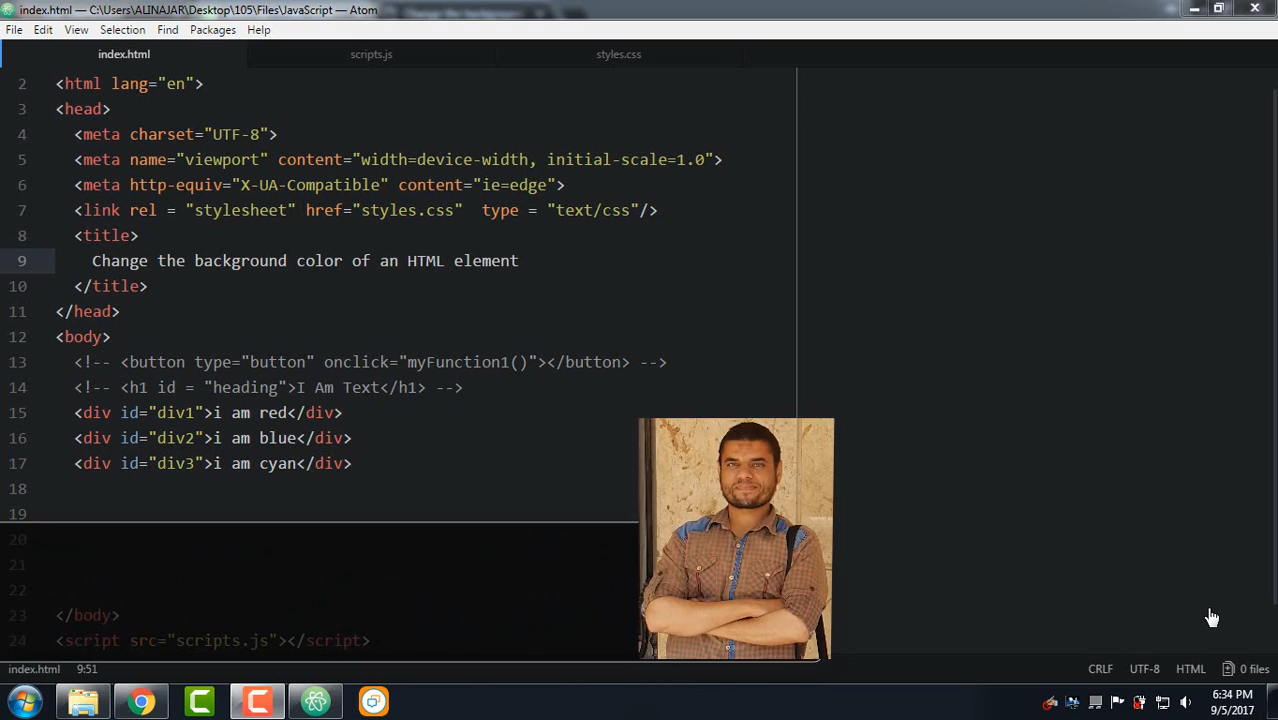 index.html — C:\Users\ALINAJAR\Desktop\105\Files\JavaScript — Atom
File Edit View Selection Find Packages Help
index.html scripts.js styles.css
2 <html lang="en">
3 <head>
4 <meta charset="UTF-8">
5 <meta name="viewport" content="width=device-width, initial-scale=1.0">
6 <meta http-equiv="X-UA-Compatible" content="ie=edge">
7 <link rel = "stylesheet" href="styles.css" type = "text/css"/>
8 <title>
9 Change the background color of an HTML element
10 </title>
11 </head>
12 <body>
13 <!-- <button type="button" onclick="myFunction1()"></button> -->
14 <!-- <h1 id = "heading">I Am Text</h1> -->
15 <div id="div1">i am red</div>
16 <div id="div2">i am blue</div>
17 <div id="div3">i am cyan</div>
18
19
20
21
22
23 </body>
24 <script src="scripts.js"></script>
index.html 9:51 CRLF UTF-8 HTML 0 files
6:34 PM
9/5/2017